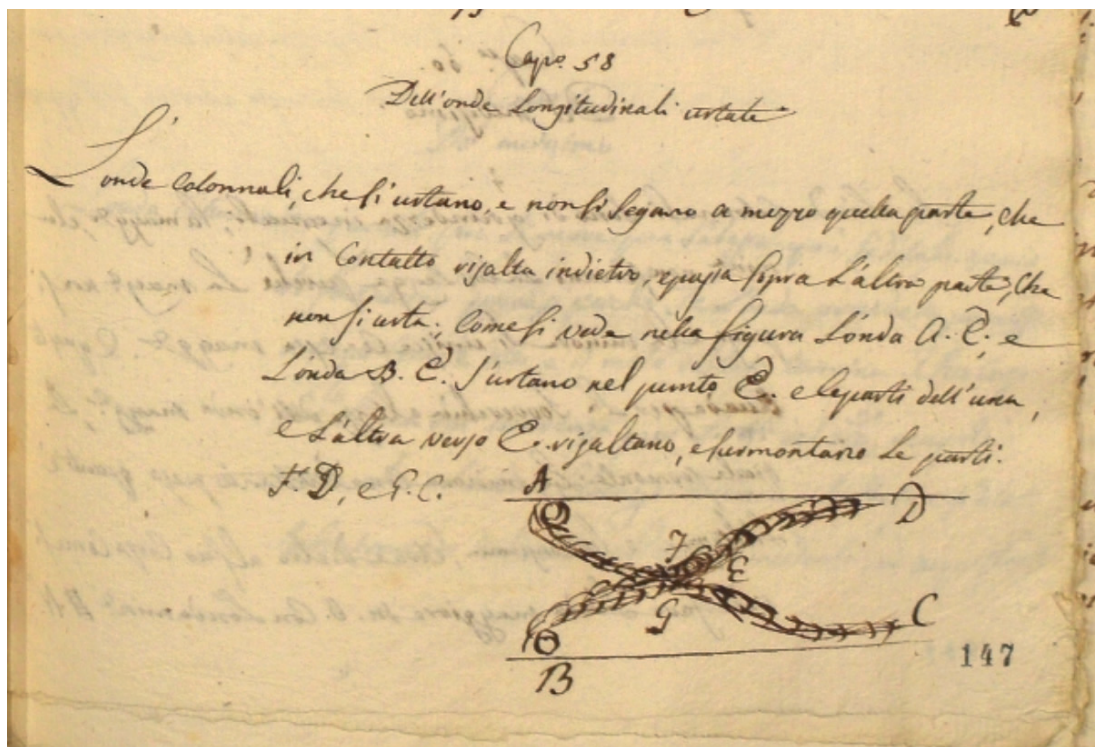 Capo. 58
Dell'onde Longitudinali urtate
L'onde Colonnali, che si urtano, e non si segano a mezzo quella parte, che
in Contatto risalta indietro, e passa sopra l'altra parte, che
non si urta; Come si vede nella figura L'onda A. E, e
L'onda B. E. s'urtano nel punto E. e le parti dell'una,
e l'altra verso E. risaltano, e sormontano le parti.
F. D, e G. C.
A
D
F
E
G
C
B
147